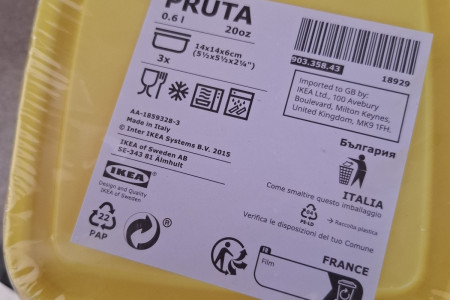 PRUTA
0.6 l
20oz
14x14x6cm
(5½x5½x2¼")
3x
903.358.43
18929
Imported to GB by:
IKEA Ltd., 100 Avebury
Boulevard, Milton Keynes,
United Kingdom, MK9 1FH.
AA-1859328-3
Made in Italy
© Inter IKEA Systems B.V. 2015
IKEA of Sweden AB
SE-343 81 Älmhult
IKEA
Design and Quality
IKEA of Sweden
22
PAP
България
ITALIA
Come smaltire questo imballaggio
Raccolta plastica
Verifica le disposizioni del tuo Comune
FRANCE
Film